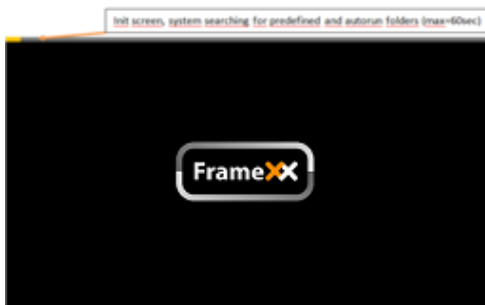 Init screen, system searching for predefined and autorun folders (max=60sec)
FrameXX